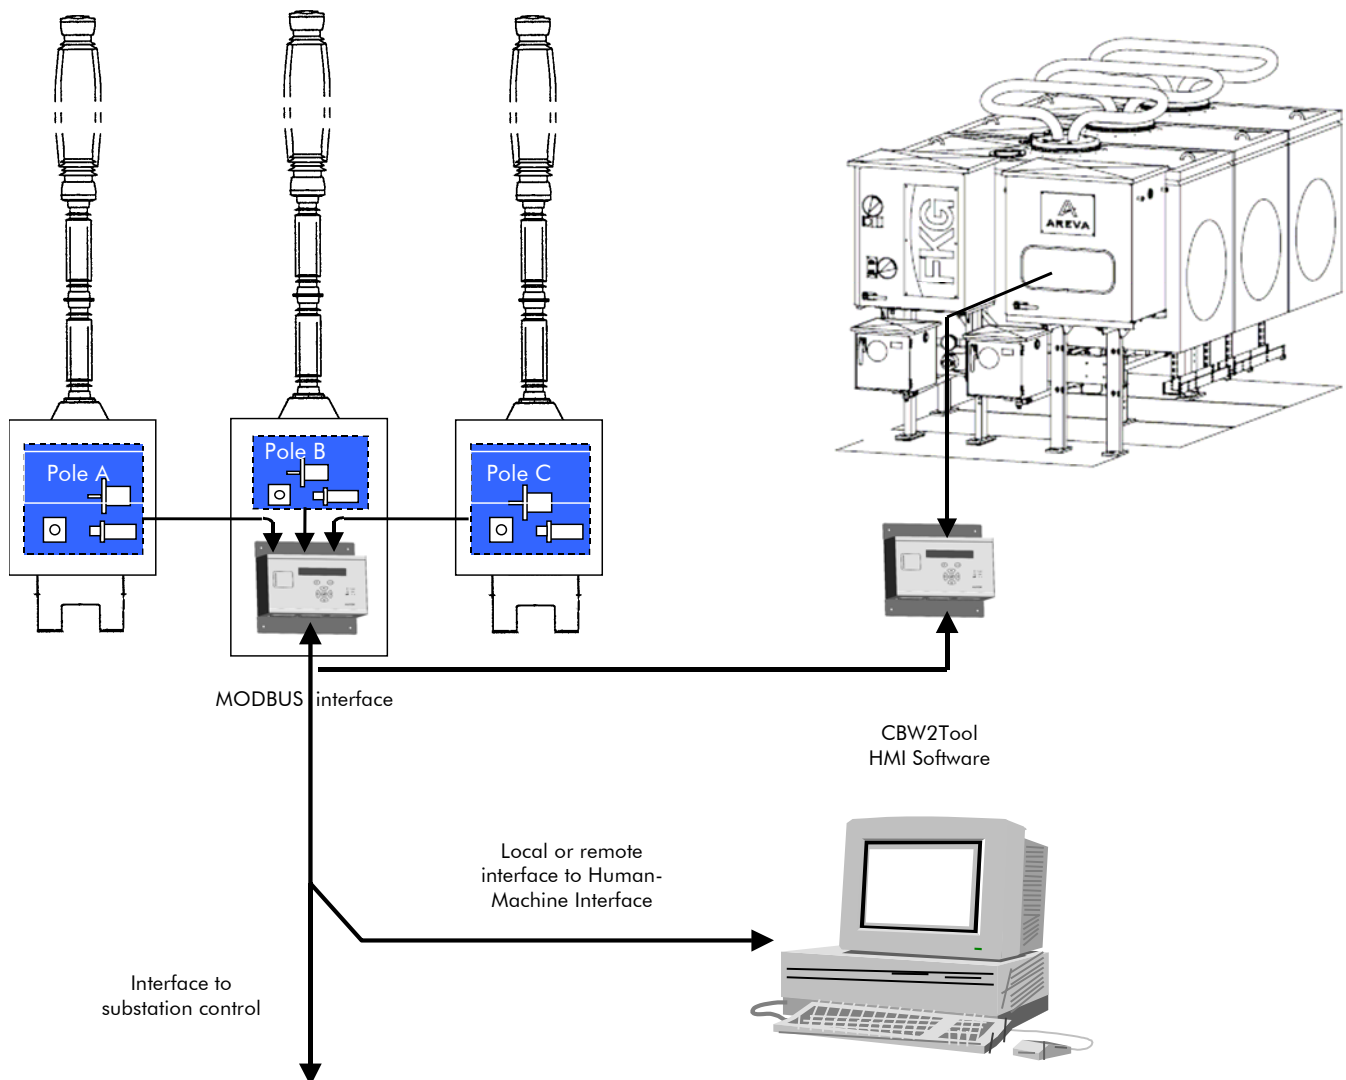 FKG
AREVA
Pole A
Pole B
Pole C
MODBUS interface
CBW2Tool
HMI Software
Local or remote
interface to Human-
Machine Interface
Interface to
substation control